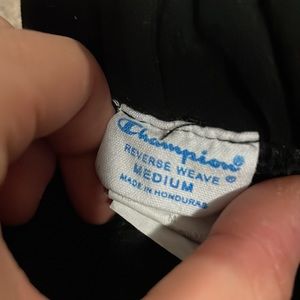 Champion®
REVERSE WEAVE®
MEDIUM
MADE IN HONDURAS